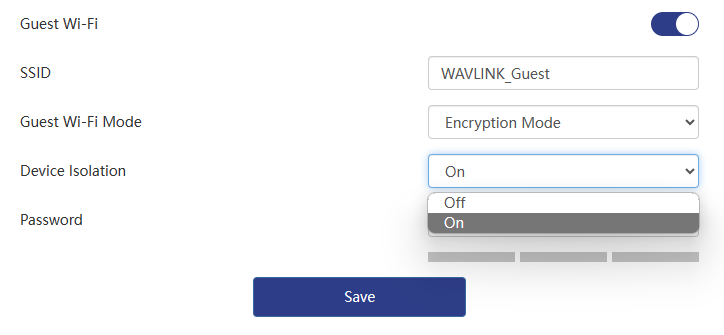 Guest Wi-Fi
SSID
WAVLINK_Guest
Guest Wi-Fi Mode
Encryption Mode
Device Isolation
On
Off
On
Password
Save